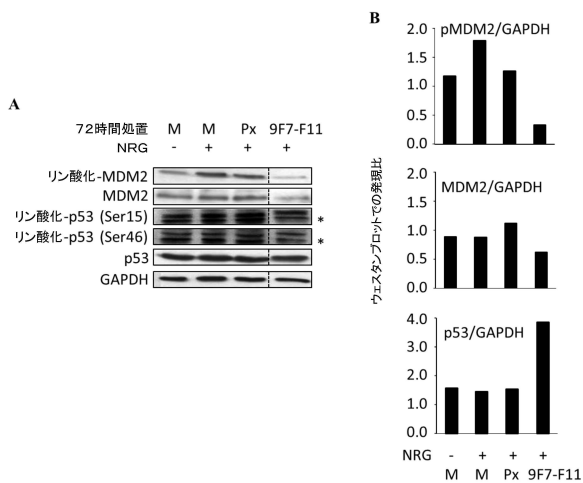 A
72時間処置 M M Px 9F7-F11
NRG - + + +
リン酸化-MDM2
MDM2
リン酸化-p53 (Ser15) *
リン酸化-p53 (Ser46) *
p53
GAPDH
B
ウェスタンブロットでの発現比
pMDM2/GAPDH
2.0
1.5
1.0
0.5
0.0
MDM2/GAPDH
2.0
1.5
1.0
0.5
0.0
p53/GAPDH
4.0
3.0
2.0
1.0
0.0
NRG - + + +
M M Px 9F7-F11